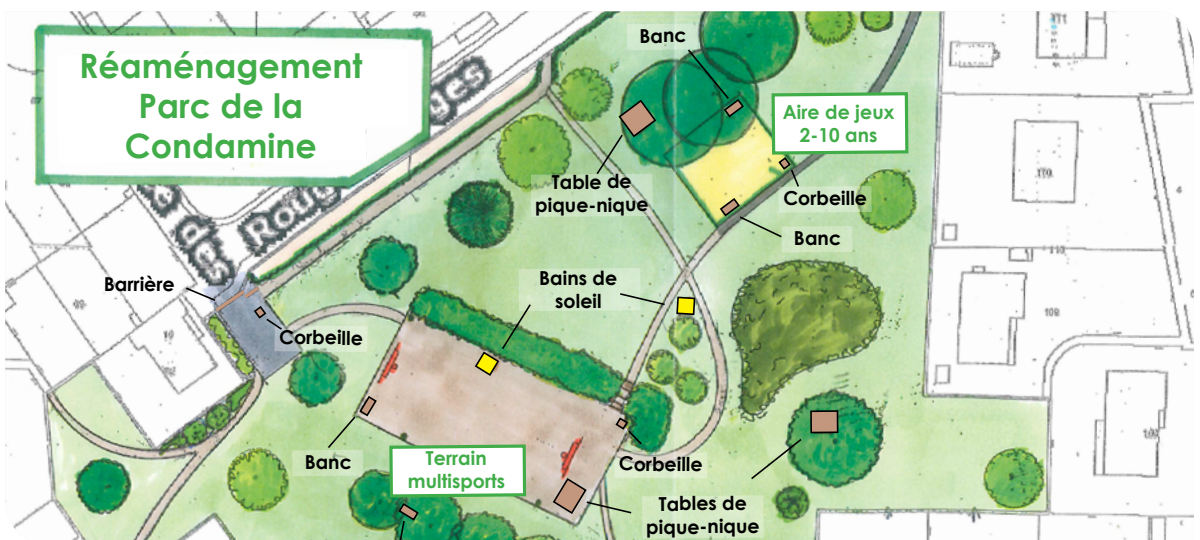 Réaménagement
Parc de la
Condamine
Banc
Aire de jeux
2-10 ans
Table de
pique-nique
Corbeille
Banc
Barrière
Bains de
soleil
Corbeille
Banc
Terrain
multisports
Corbeille
Tables de
pique-nique